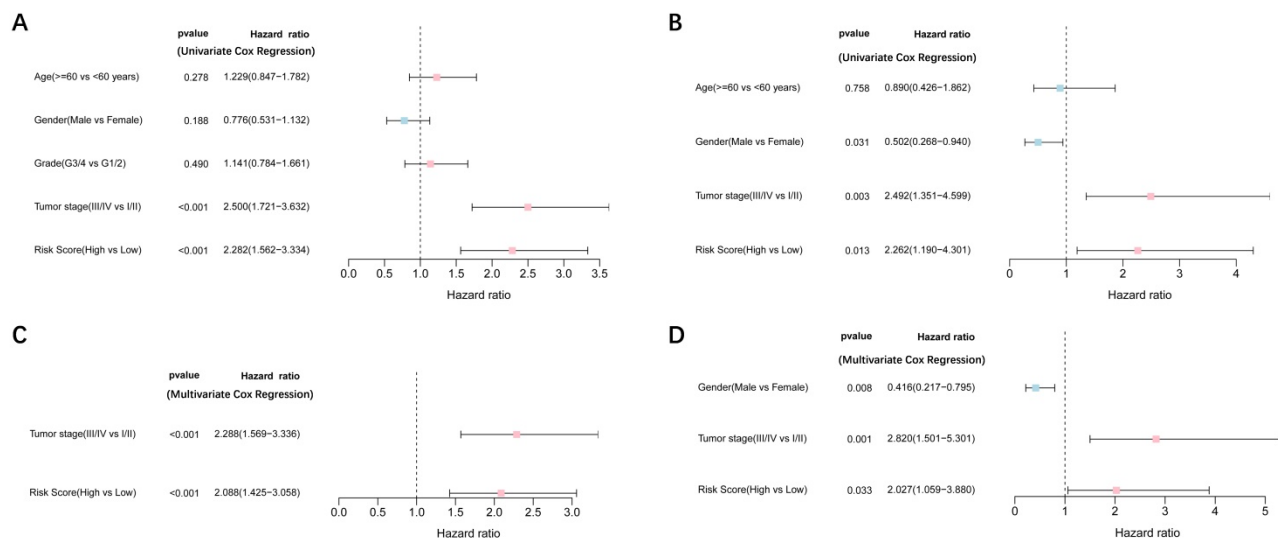 A
pvalue Hazard ratio
(Univariate Cox Regression)
Age(>=60 vs <60 years) 0.278 1.229(0.847−1.782)
Gender(Male vs Female) 0.188 0.776(0.531−1.132)
Grade(G3/4 vs G1/2) 0.490 1.141(0.784−1.661)
Tumor stage(III/IV vs I/II) <0.001 2.500(1.721−3.632)
Risk Score(High vs Low) <0.001 2.282(1.562−3.334)
0.0 0.5 1.0 1.5 2.0 2.5 3.0 3.5
Hazard ratio
B
pvalue Hazard ratio
(Univariate Cox Regression)
Age(>=60 vs <60 years) 0.758 0.890(0.426−1.862)
Gender(Male vs Female) 0.031 0.502(0.268−0.940)
Tumor stage(III/IV vs I/II) 0.003 2.492(1.351−4.599)
Risk Score(High vs Low) 0.013 2.262(1.190−4.301)
0 1 2 3 4
Hazard ratio
C
pvalue Hazard ratio
(Multivariate Cox Regression)
Tumor stage(III/IV vs I/II) <0.001 2.288(1.569−3.336)
Risk Score(High vs Low) <0.001 2.088(1.425−3.058)
0.0 0.5 1.0 1.5 2.0 2.5 3.0
Hazard ratio
D
pvalue Hazard ratio
(Multivariate Cox Regression)
Gender(Male vs Female) 0.008 0.416(0.217−0.795)
Tumor stage(III/IV vs I/II) 0.001 2.820(1.501−5.301)
Risk Score(High vs Low) 0.033 2.027(1.059−3.880)
0 1 2 3 4 5
Hazard ratio